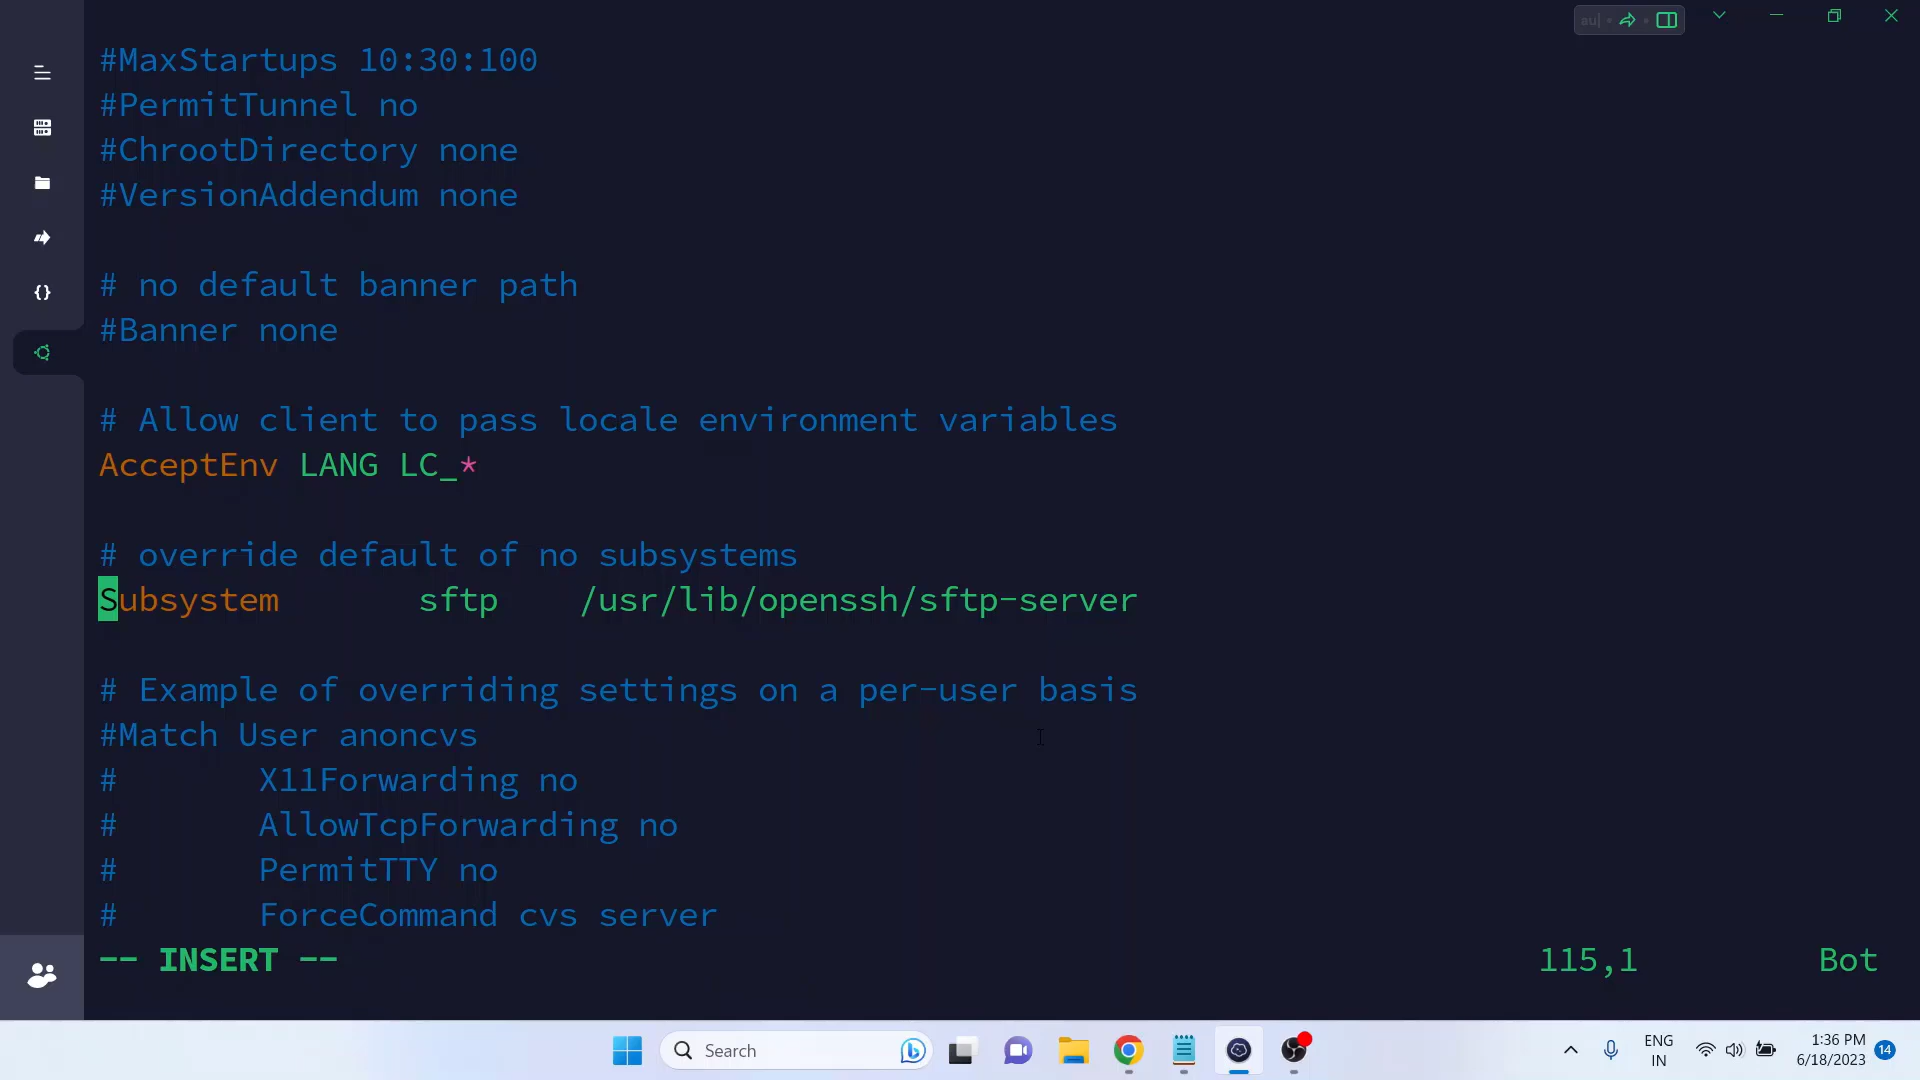 au|
#MaxStartups 10:30:100
#PermitTunnel no
#ChrootDirectory none
#VersionAddendum none
# no default banner path
#Banner none
# Allow client to pass locale environment variables
AcceptEnv LANG LC_*
# override default of no subsystems
Subsystem sftp /usr/lib/openssh/sftp-server
# Example of overriding settings on a per-user basis
#Match User anoncvs
# X11Forwarding no
# AllowTcpForwarding no
# PermitTTY no
# ForceCommand cvs server
-- INSERT -- 115,1 Bot
Search
ENG
IN
1:36 PM
6/18/2023
14